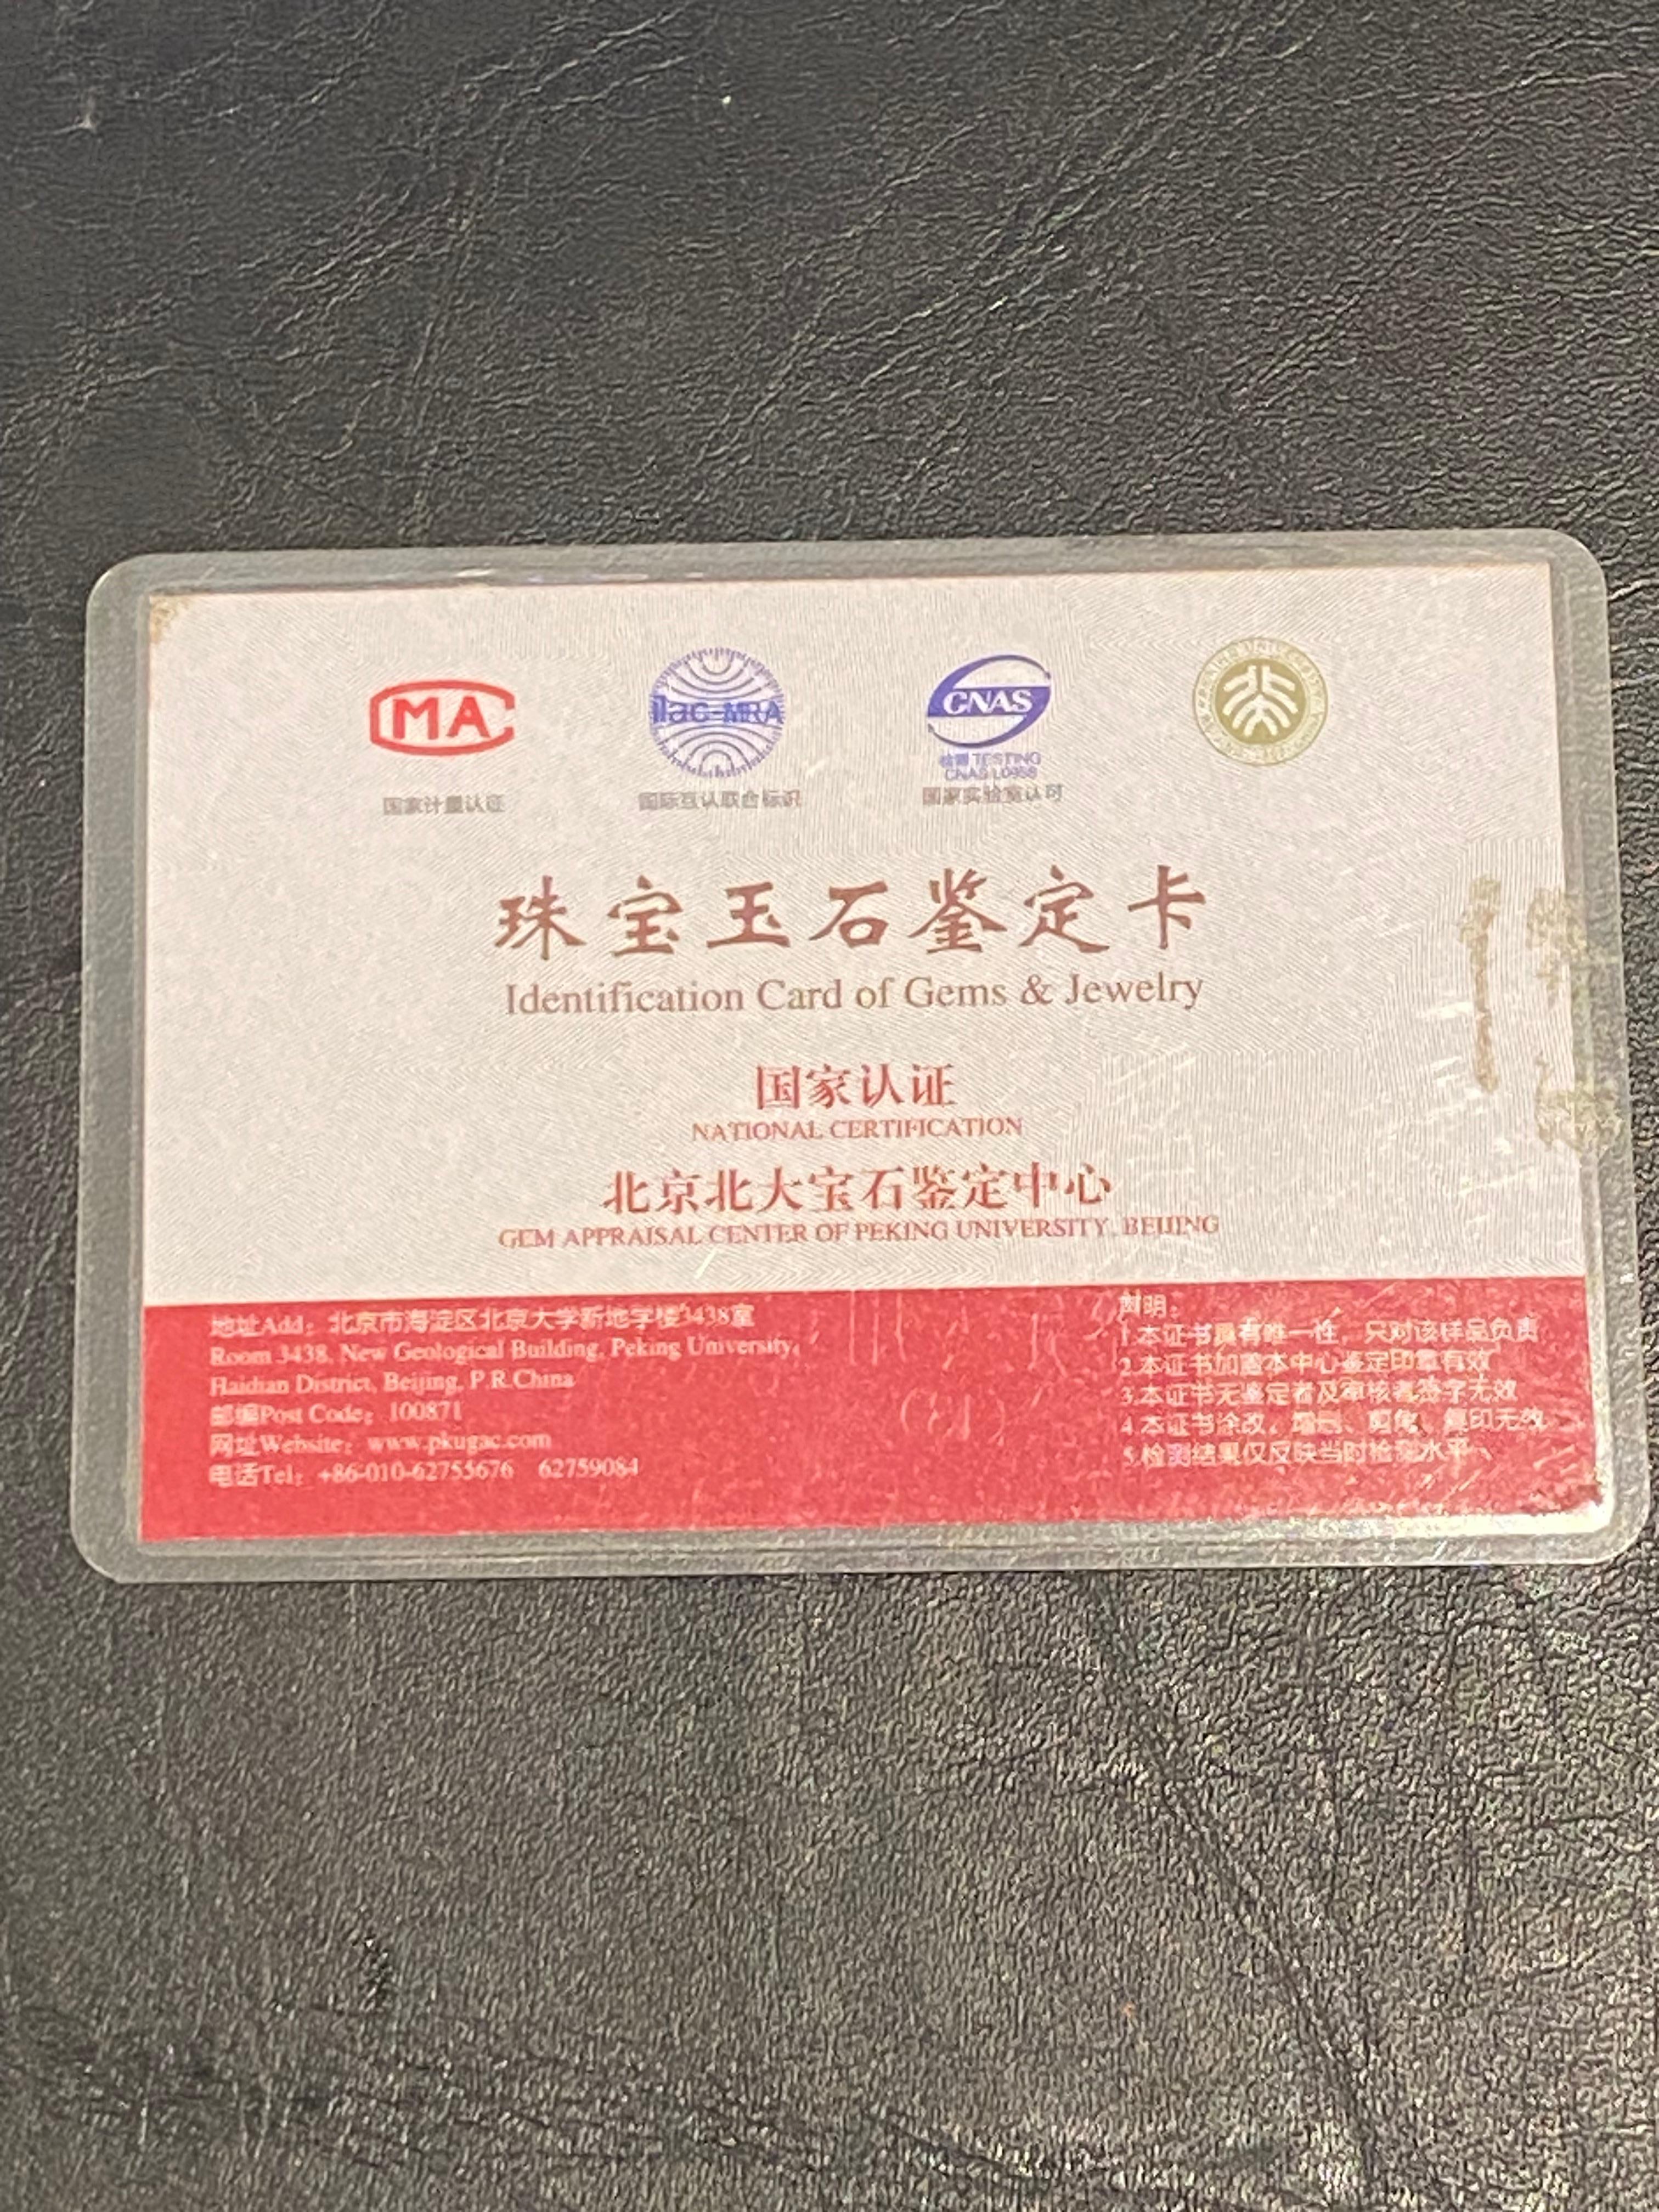 MA
ilac-MRA
CNAS
检测 TESTING
CNAS L0958
国家计量认证
国际互认联合标识
国家实验室认可
珠宝玉石鉴定卡
Identification Card of Gems & Jewelry
国家认证
NATIONAL CERTIFICATION
北京北大宝石鉴定中心
GEM APPRAISAL CENTER OF PEKING UNIVERSITY. BEIJING
地址Add：北京市海淀区北京大学新地学楼3438室
Room 3438, New Geological Building, Peking University,
Haidian District, Beijing, P.R.China
邮编Post Code：100871
网址Website：www.pkugac.com
电话Tel：+86-010-62755676 62759084
声明：
1.本证书具有唯一性，只对该样品负责
2.本证书加盖本中心鉴定印章有效
3.本证书无鉴定者及审核者签字无效
4.本证书涂改、增删、剪角、复印无效
5.检测结果仅反映当时检测水平